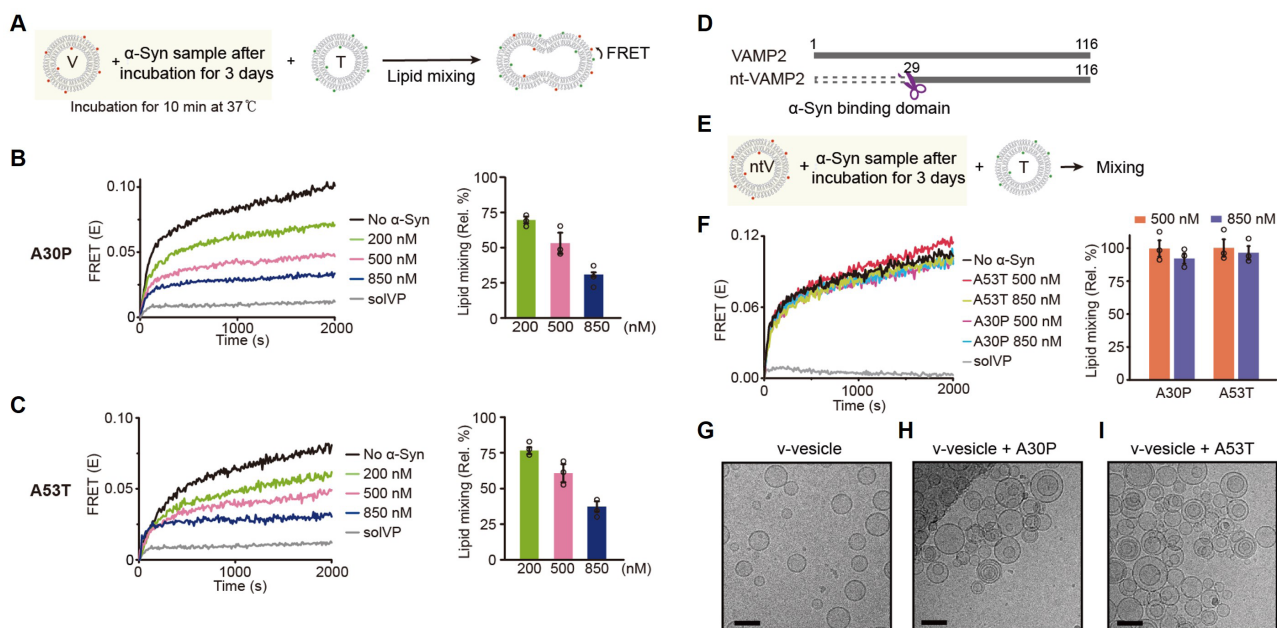 A
V
+
α-Syn sample after
incubation for 3 days
+
T
Lipid mixing
FRET
Incubation for 10 min at 37℃
B
A30P
FRET (E)
0.10
0.05
0
0
1000
2000
Time (s)
No α-Syn
200 nM
500 nM
850 nM
solVP
Lipid mixing (Rel. %)
100
75
50
25
0
200
500
850
(nM)
C
A53T
FRET (E)
0.10
0.05
0
0
1000
2000
Time (s)
No α-Syn
200 nM
500 nM
850 nM
solVP
Lipid mixing (Rel. %)
100
75
50
25
0
200
500
850
(nM)
D
VAMP2
1
116
nt-VAMP2
29
116
α-Syn binding domain
E
ntV
+
α-Syn sample after
incubation for 3 days
+
T
Mixing
F
FRET (E)
0.12
0.06
0.00
0
1000
2000
Time (s)
No α-Syn
A53T 500 nM
A53T 850 nM
A30P 500 nM
A30P 850 nM
solVP
500 nM
850 nM
Lipid mixing (Rel. %)
100
75
50
25
0
A30P
A53T
G
v-vesicle
H
v-vesicle + A30P
I
v-vesicle + A53T